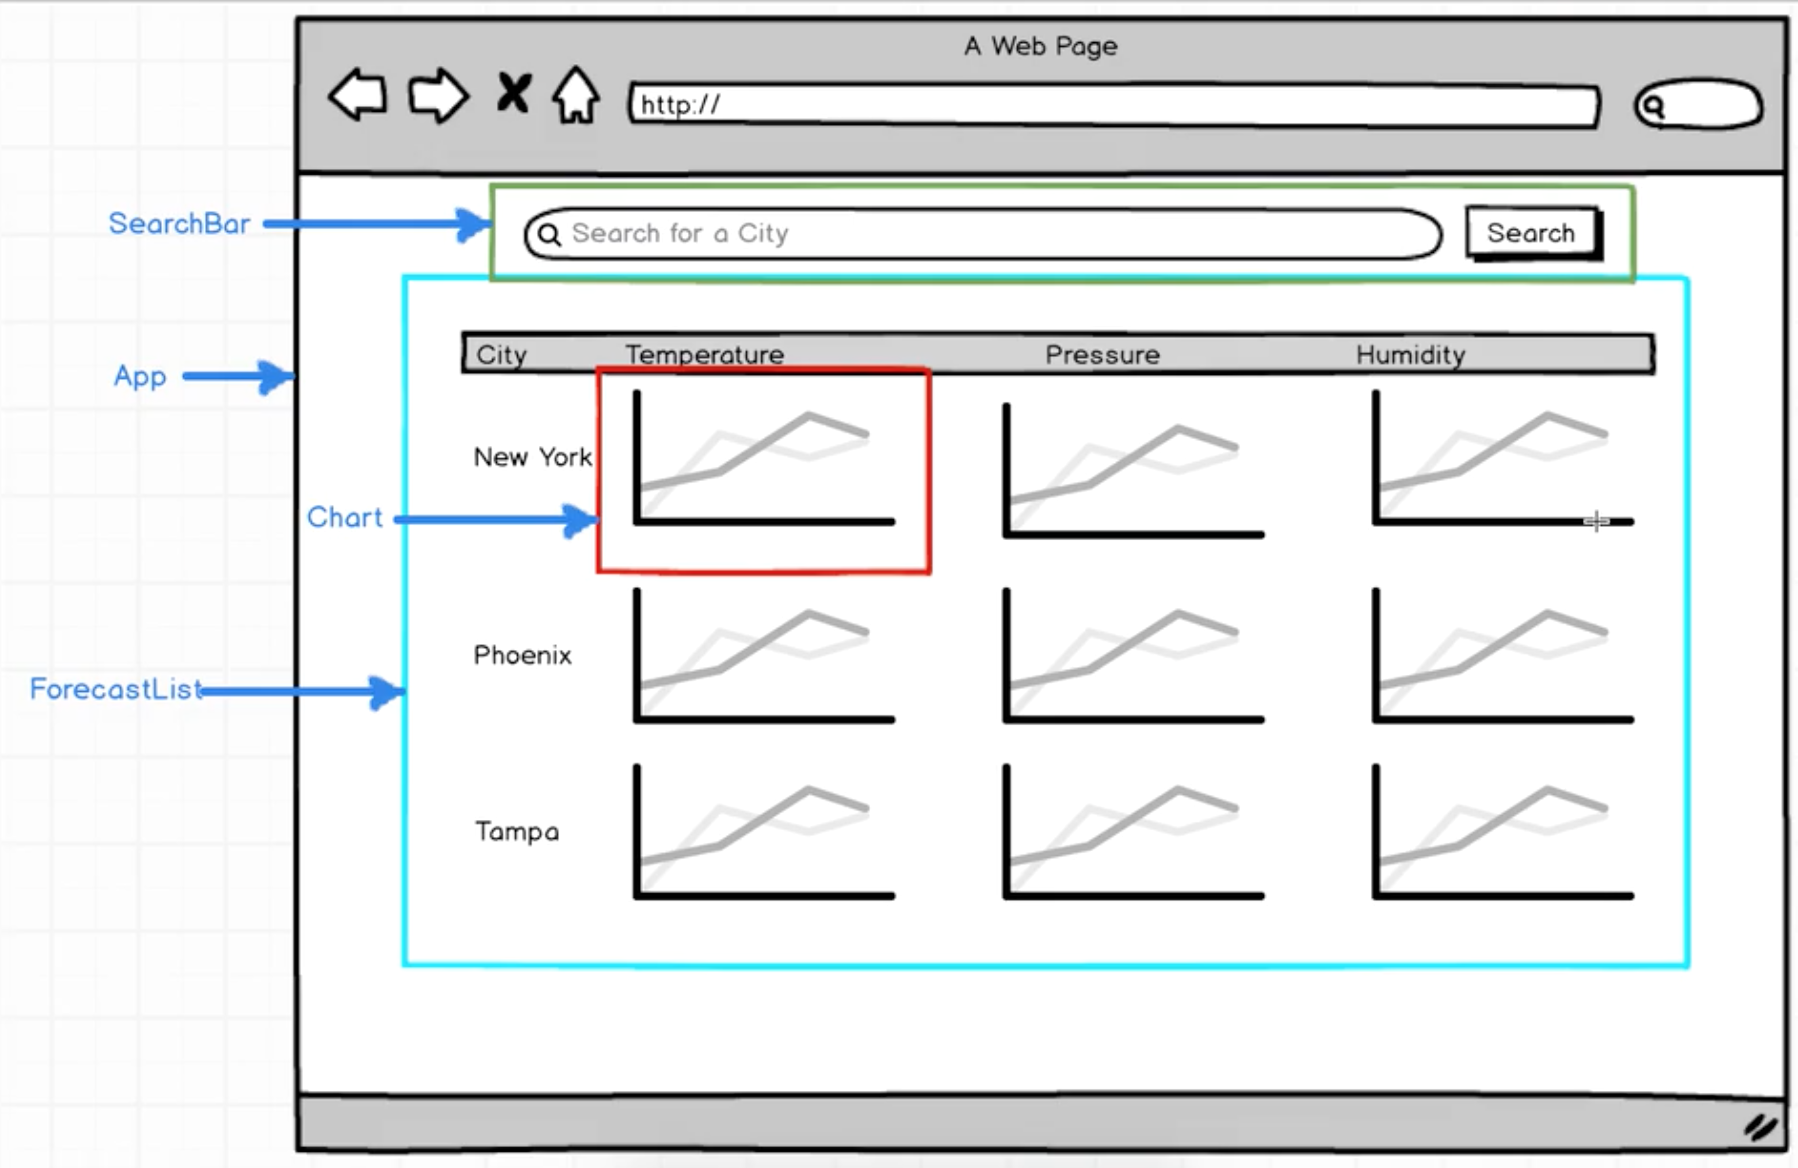 A Web Page
http://
SearchBar
Search for a City
Search
City Temperature Pressure Humidity
App
New York
Chart
Phoenix
ForecastList
Tampa